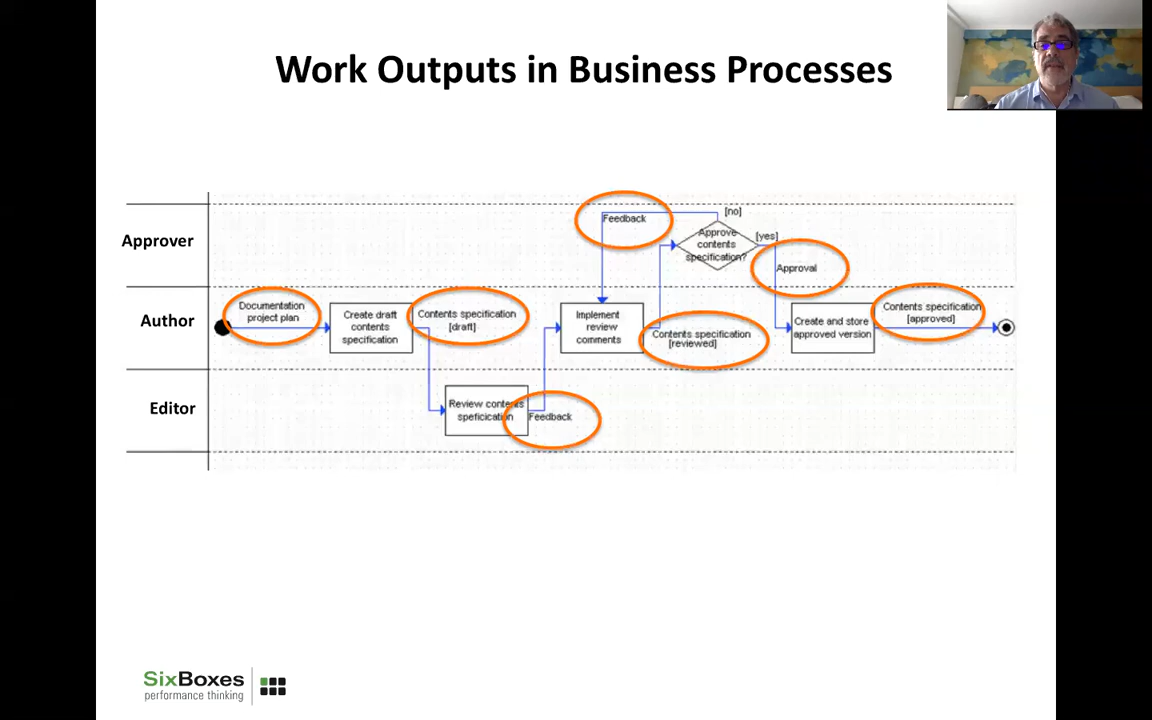 Work Outputs in Business Processes
Feedback
[no]
Approver
Approve
contents
specification?
[yes]
Approval
Author
Documentation
project plan
Create draft
contents
specification
Contents specification
[draft]
Implement
review
comments
Contents specification
[reviewed]
Create and store
approved version
Contents specification
[approved]
Editor
Review contents
speficication
Feedback
SixBoxes
performance thinking